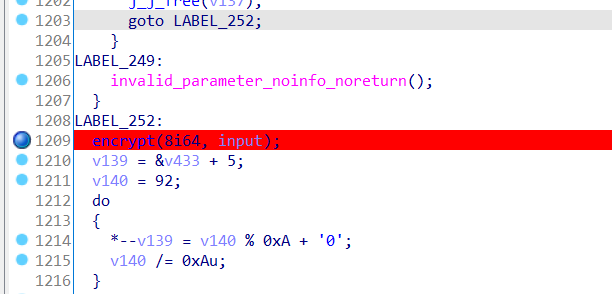 1202 j_j_free(v137);
1203 goto LABEL_252;
1204 }
1205 LABEL_249:
1206 invalid_parameter_noinfo_noreturn();
1207 }
1208 LABEL_252:
1209 encrypt(8i64, input);
1210 v139 = &v433 + 5;
1211 v140 = 92;
1212 do
1213 {
1214 *--v139 = v140 % 0xA + '0';
1215 v140 /= 0xAu;
1216 }